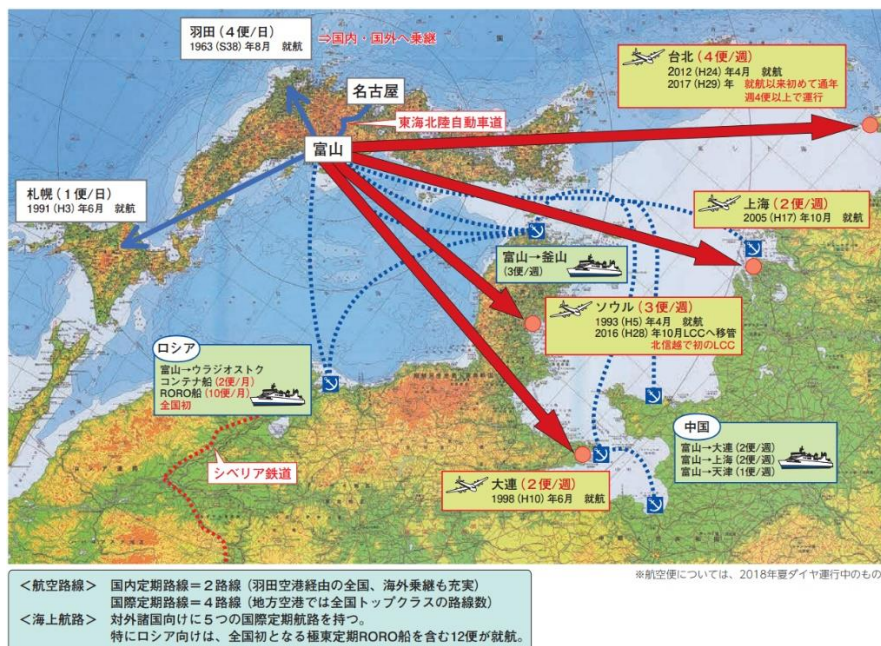 羽田（4便/日）
1963 (S38) 年8月　就航
⇒国内・国外へ乗継
名古屋
東海北陸自動車道
富山
札幌（1便/日）
1991 (H3) 年6月　就航
台北（4便/週）
2012 (H24) 年4月　就航
2017 (H29) 年　就航以来初めて通年
週4便以上で運行
上海（2便/週）
2005 (H17) 年10月　就航
富山→釜山
(3便/週)
ソウル（3便/週）
1993 (H5) 年4月　就航
2016 (H28) 年10月LCCへ移管
北信越で初のLCC
ロシア
富山→ウラジオストク
コンテナ船 (2便/月)
RORO船 (10便/月)
全国初
シベリア鉄道
中国
富山→大連 (2便/週)
富山→上海 (2便/週)
富山→天津 (1便/週)
大連（2便/週）
1998 (H10) 年6月　就航
※航空便については、2018年夏ダイヤ運行中のもの
＜航空路線＞　国内定期路線＝2路線（羽田空港経由の全国、海外乗継も充実）
国際定期路線＝4路線（地方空港では全国トップクラスの路線数）
＜海上航路＞　対外諸国向けに5つの国際定期航路を持つ。
特にロシア向けは、全国初となる極東定期RORO船を含む12便が就航。